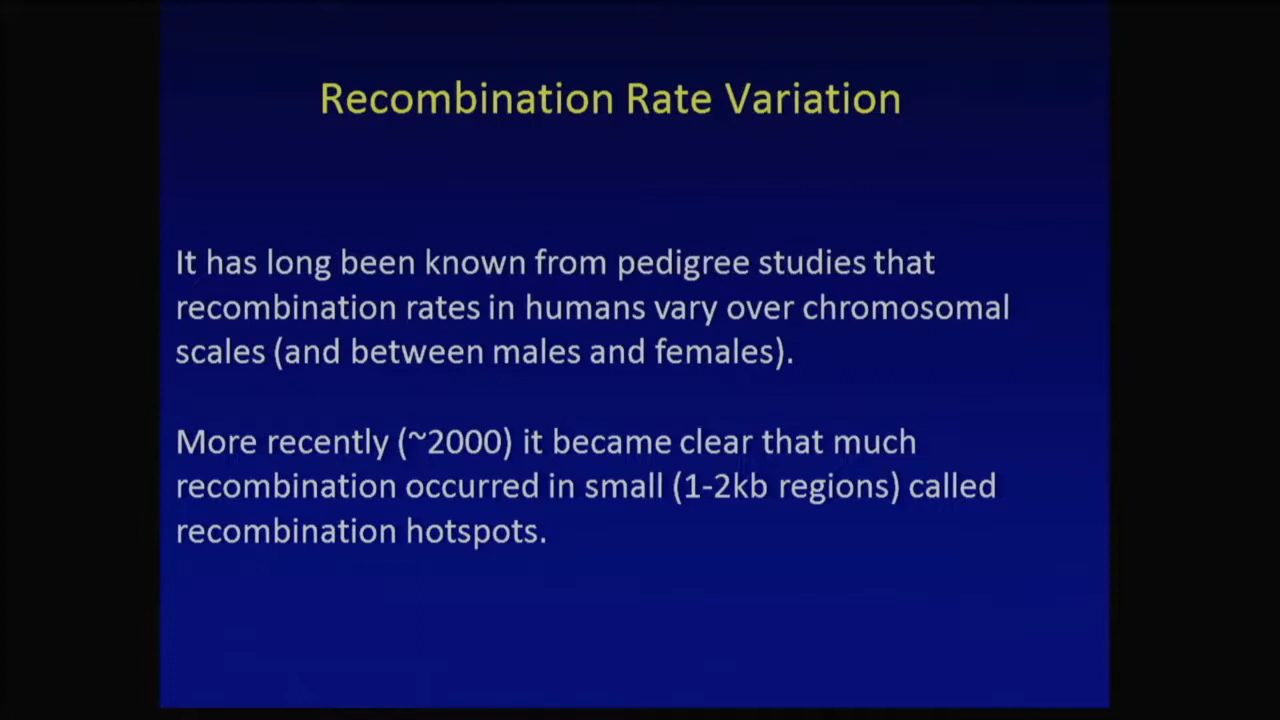 Recombination Rate Variation
It has long been known from pedigree studies that
recombination rates in humans vary over chromosomal
scales (and between males and females).
More recently (~2000) it became clear that much
recombination occurred in small (1-2kb regions) called
recombination hotspots.